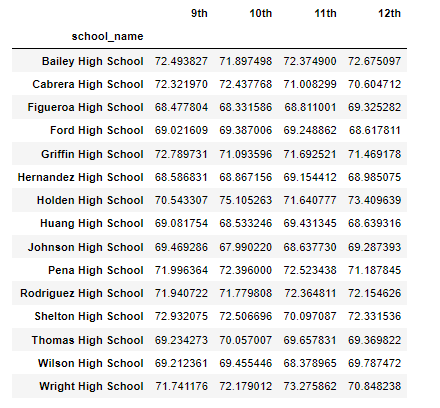 9th 10th 11th 12th
school_name
Bailey High School 72.493827 71.897498 72.374900 72.675097
Cabrera High School 72.321970 72.437768 71.008299 70.604712
Figueroa High School 68.477804 68.331586 68.811001 69.325282
Ford High School 69.021609 69.387006 69.248862 68.617811
Griffin High School 72.789731 71.093596 71.692521 71.469178
Hernandez High School 68.586831 68.867156 69.154412 68.985075
Holden High School 70.543307 75.105263 71.640777 73.409639
Huang High School 69.081754 68.533246 69.431345 68.639316
Johnson High School 69.469286 67.990220 68.637730 69.287393
Pena High School 71.996364 72.396000 72.523438 71.187845
Rodriguez High School 71.940722 71.779808 72.364811 72.154626
Shelton High School 72.932075 72.506696 70.097087 72.331536
Thomas High School 69.234273 70.057007 69.657831 69.369822
Wilson High School 69.212361 69.455446 68.378965 69.787472
Wright High School 71.741176 72.179012 73.275862 70.848238